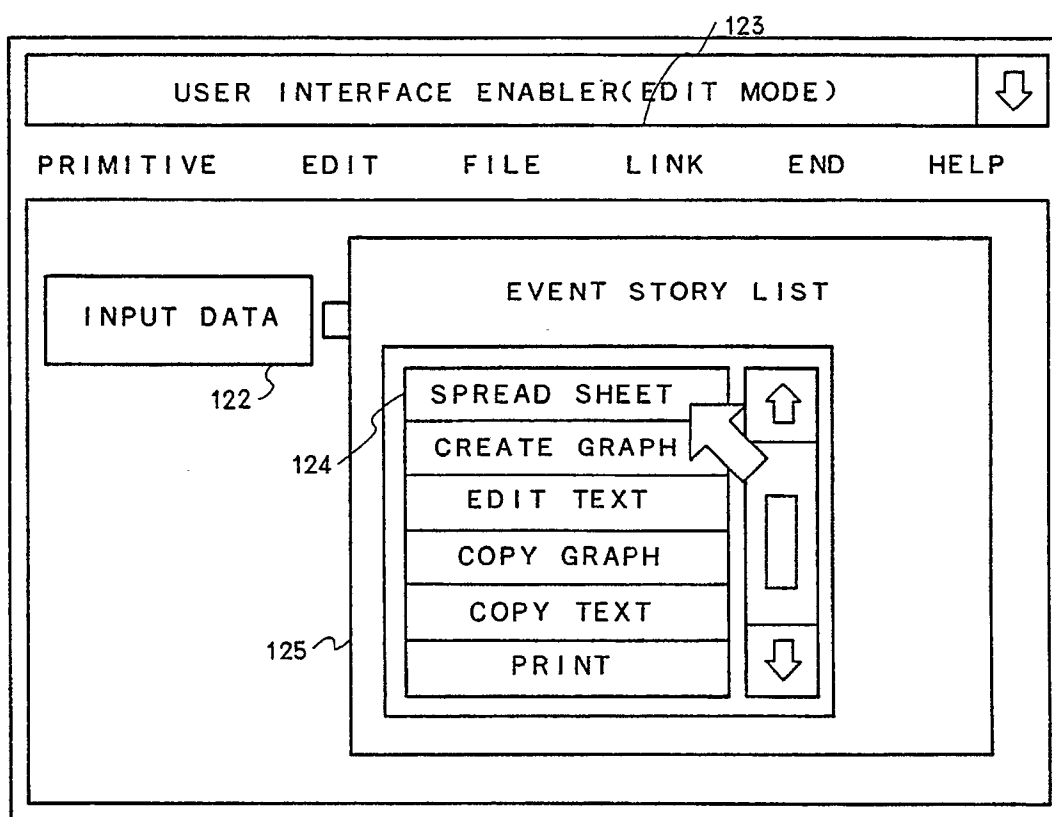 123
USER INTERFACE ENABLER(EDIT MODE)
PRIMITIVE EDIT FILE LINK END HELP
EVENT STORY LIST
INPUT DATA
122
SPREAD SHEET
124
CREATE GRAPH
EDIT TEXT
COPY GRAPH
COPY TEXT
125
PRINT